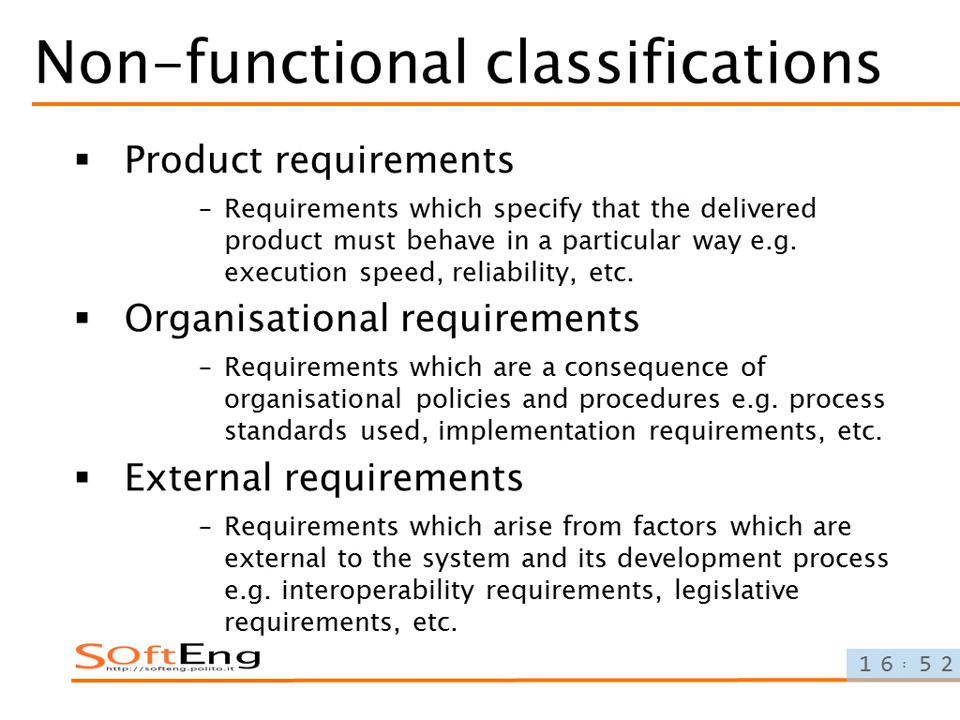 Non-functional classifications
▪ Product requirements
– Requirements which specify that the delivered
product must behave in a particular way e.g.
execution speed, reliability, etc.
▪ Organisational requirements
– Requirements which are a consequence of
organisational policies and procedures e.g. process
standards used, implementation requirements, etc.
▪ External requirements
– Requirements which arise from factors which are
external to the system and its development process
e.g. interoperability requirements, legislative
requirements, etc.
SOftEng
http://softeng.polito.it
16:52